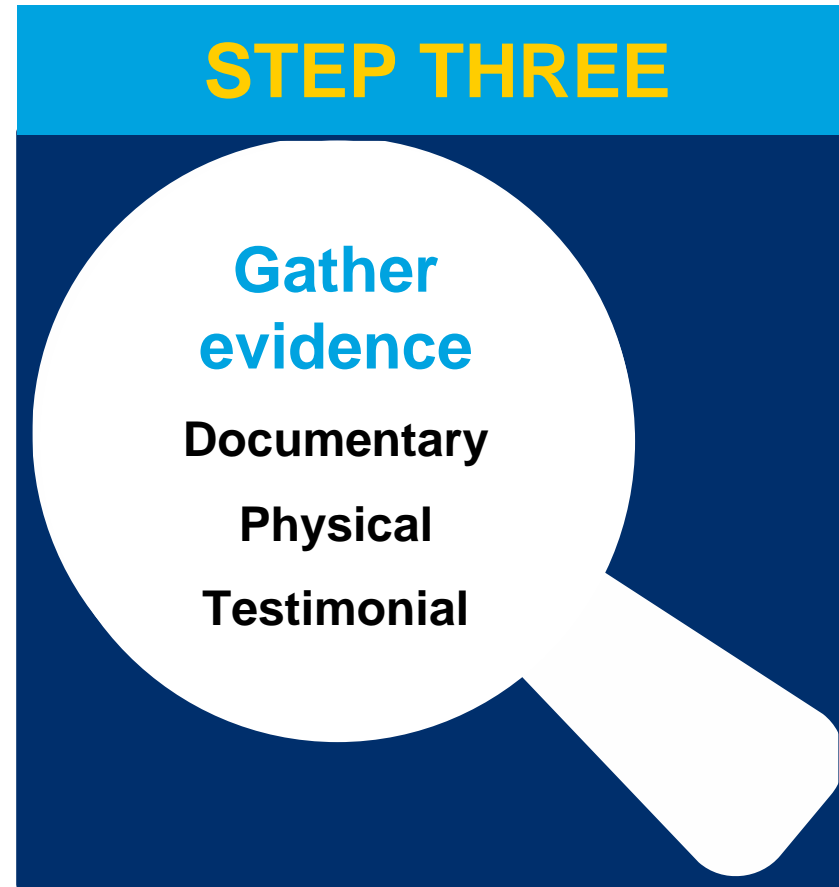 STEP THREE
Gather
evidence
Documentary
Physical
Testimonial